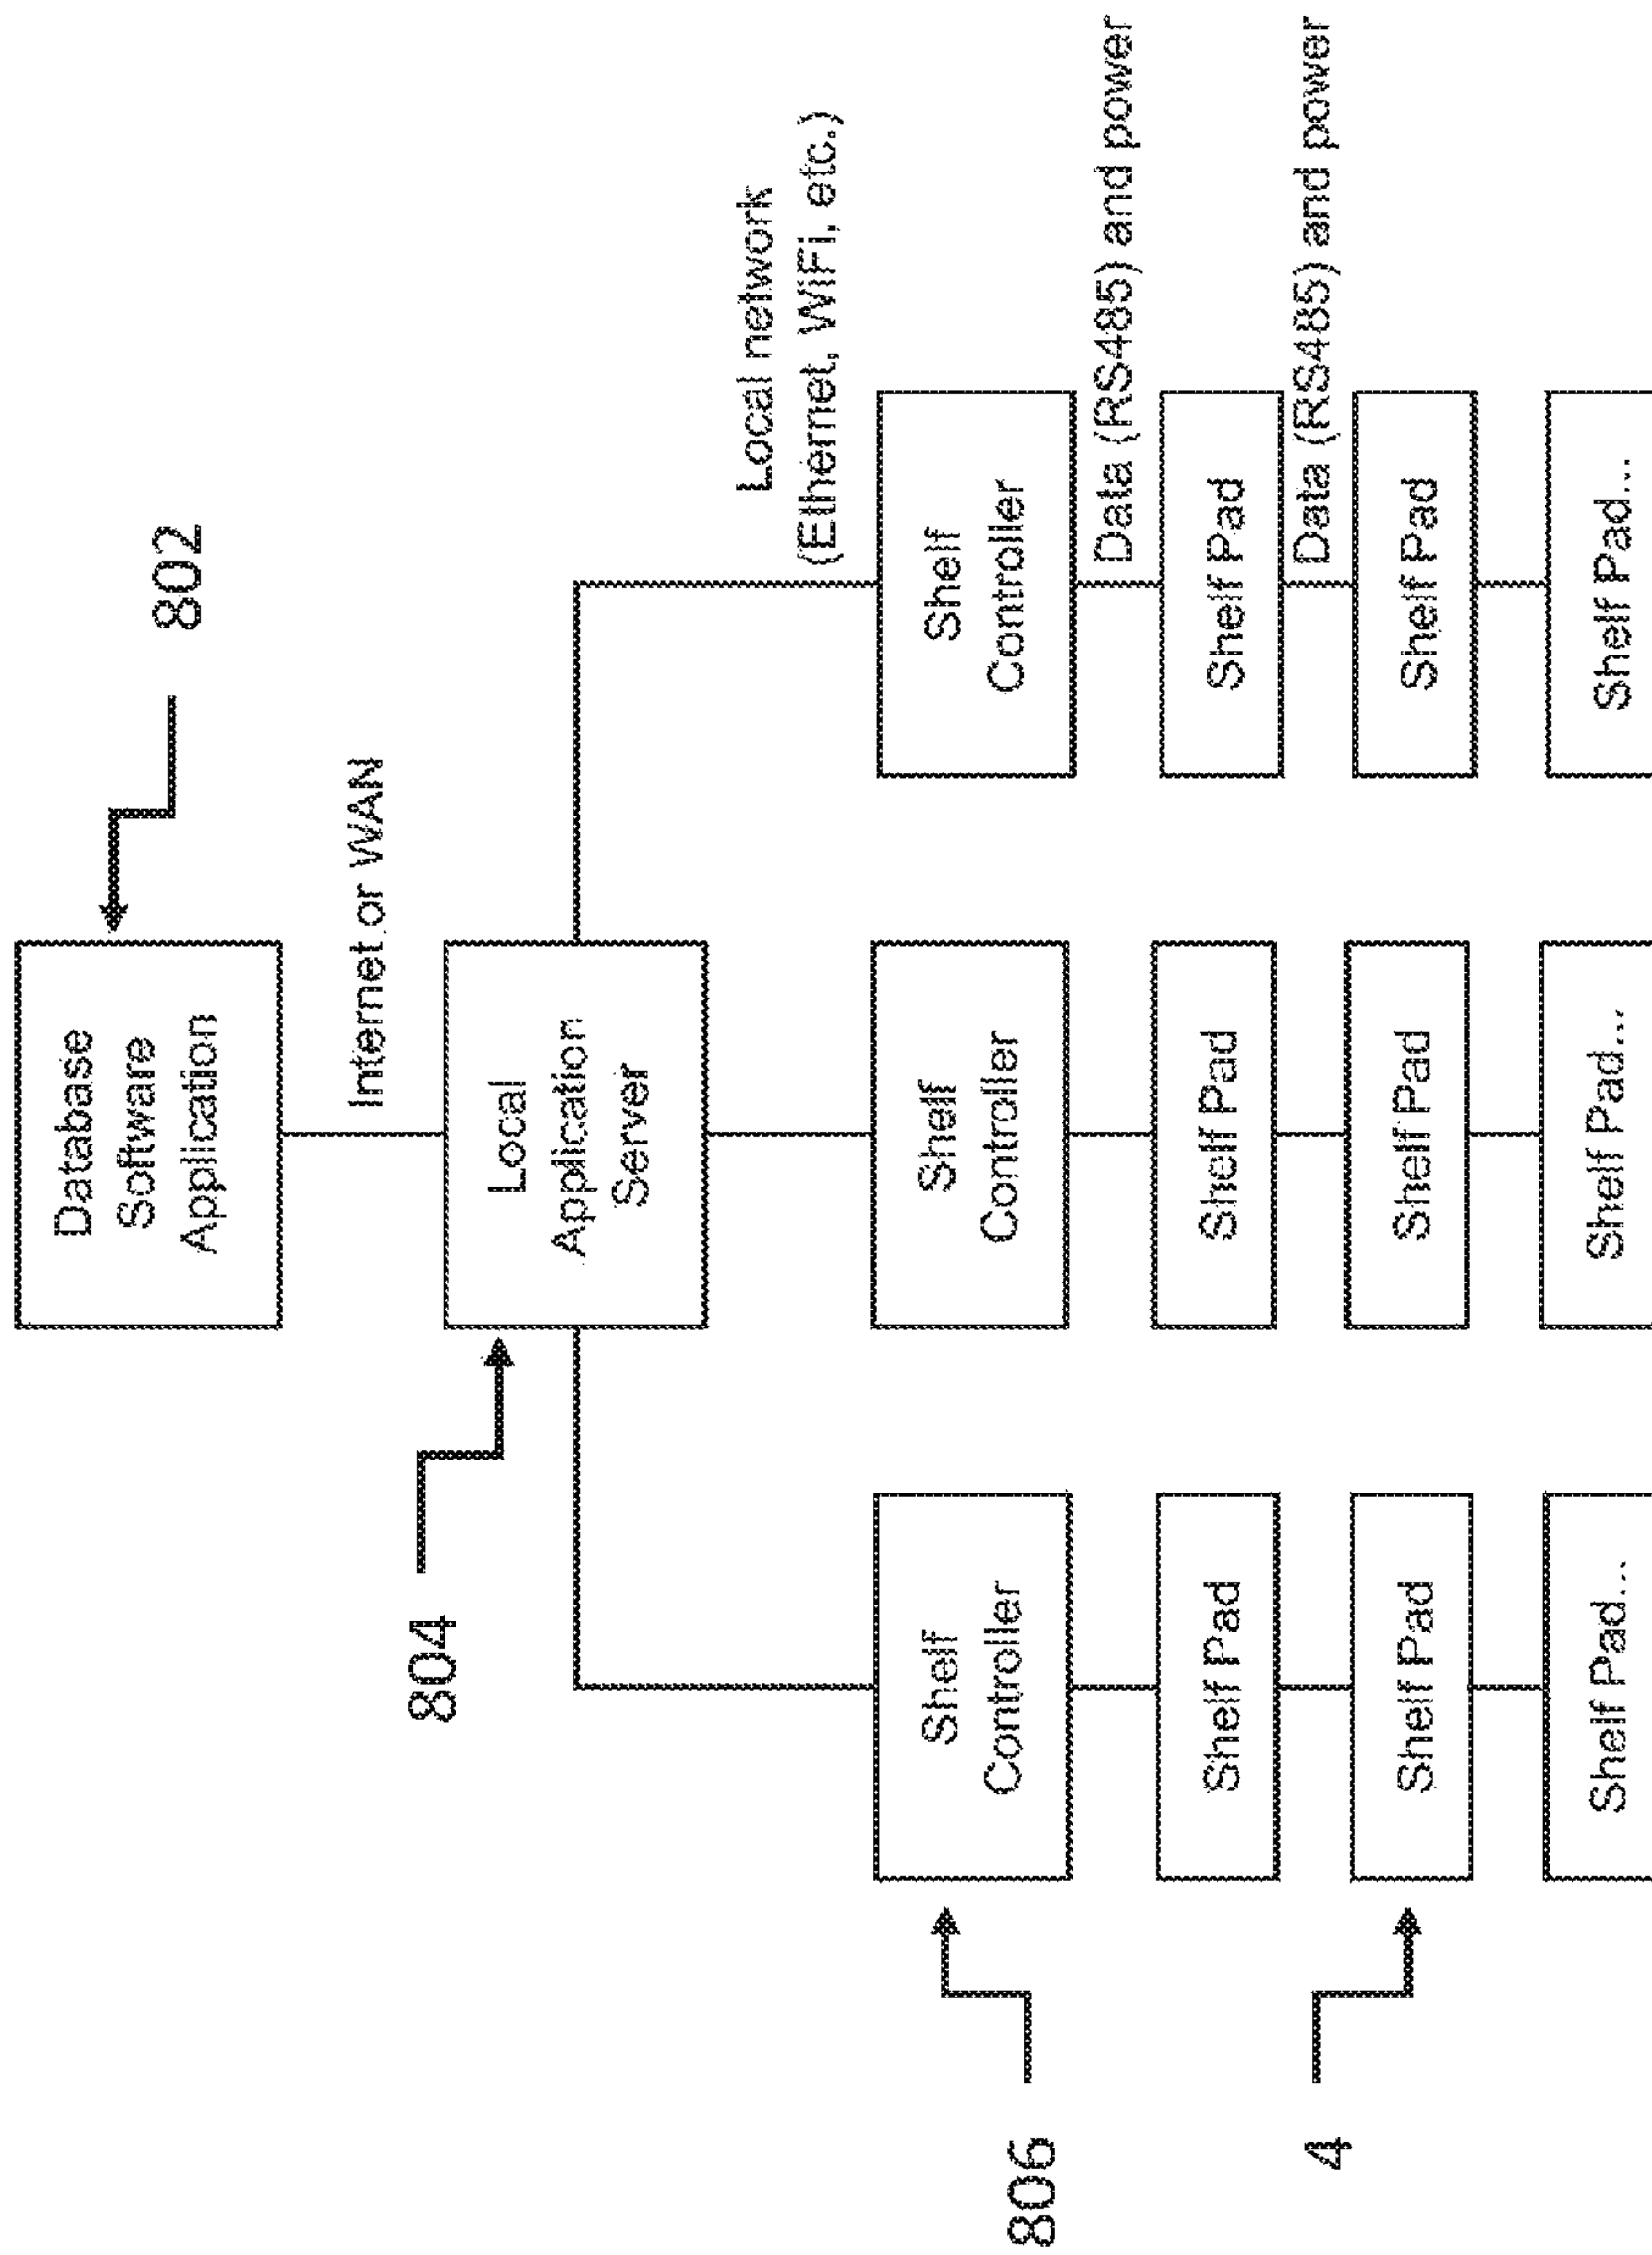 Database
Software
Application
802
Internet or WAN
804
Local
Application
Server
Local network
(Ethernet, WiFi, etc.)
806
Shelf
Controller
Shelf
Controller
Shelf
Controller
Data (RS485) and power
Shelf Pad
Shelf Pad
Shelf Pad
Data (RS485) and power
4
Shelf Pad
Shelf Pad
Shelf Pad
Shelf Pad...
Shelf Pad...
Shelf Pad...